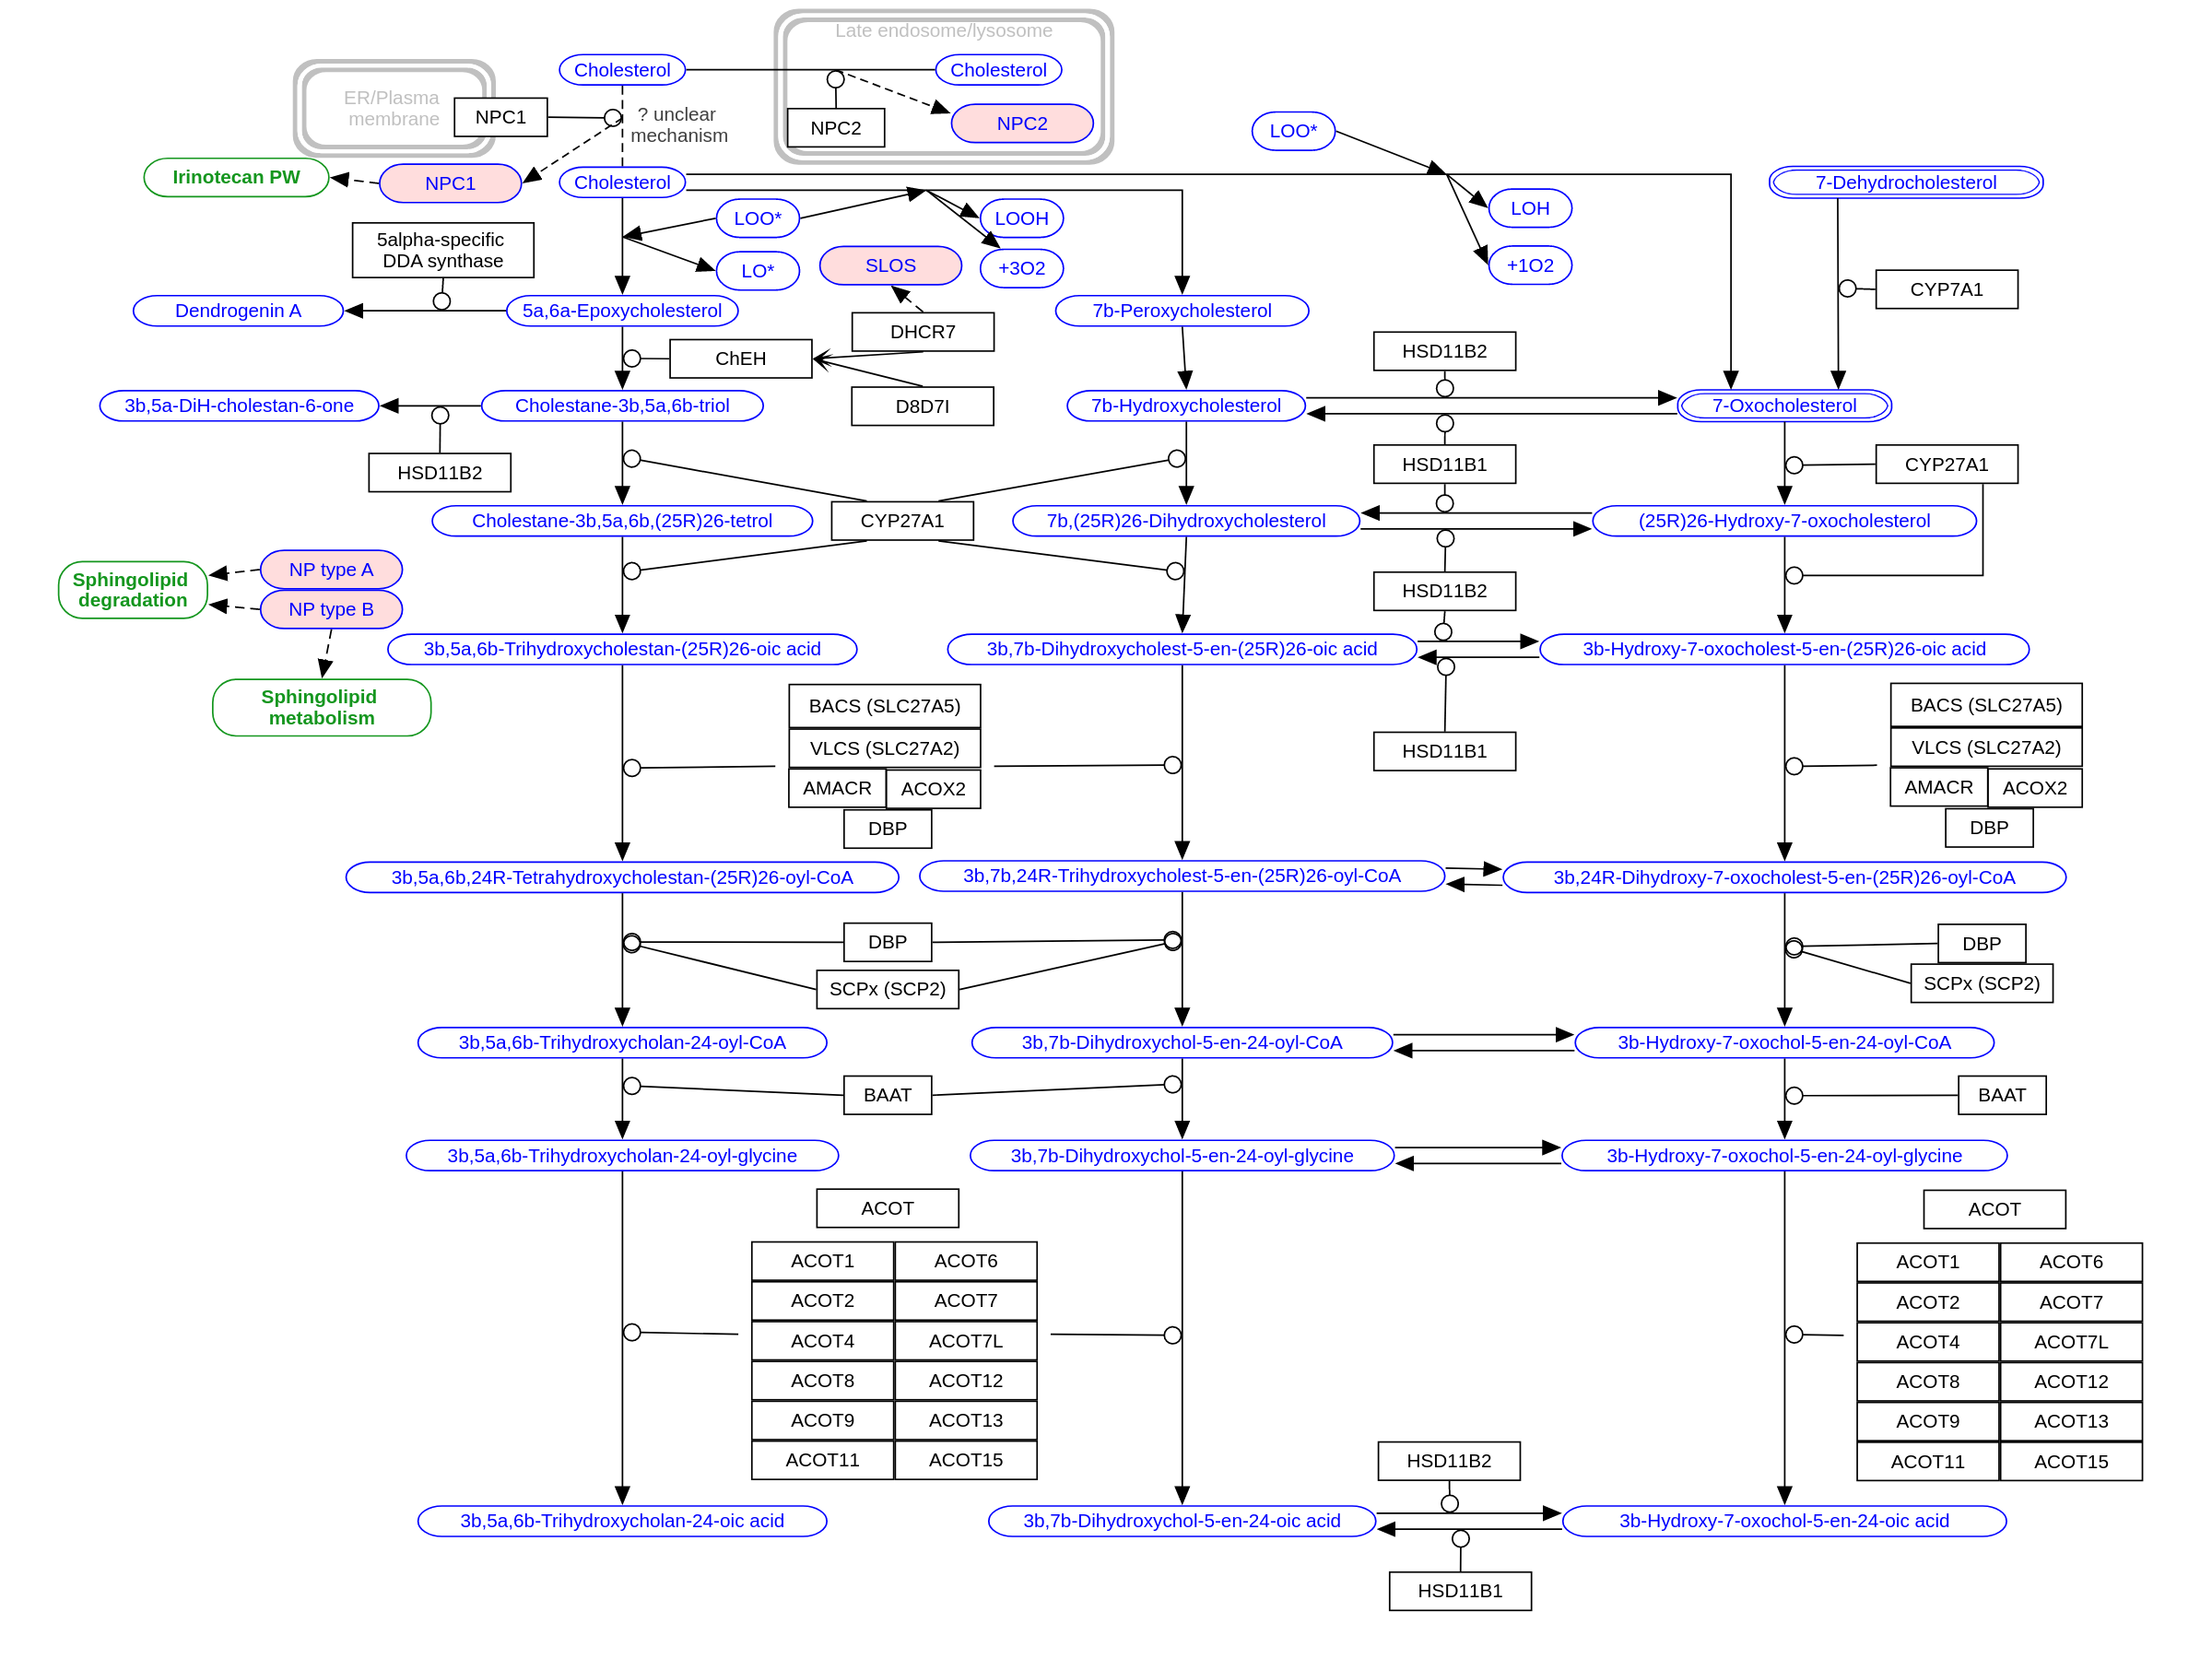 Late endosome/lysosome
Cholesterol
Cholesterol
ER/Plasma
membrane
NPC1
? unclear
mechanism
NPC2
NPC2
LOO*
Irinotecan PW
NPC1
Cholesterol
7-Dehydrocholesterol
LOO*
LOOH
LOH
5alpha-specific
DDA synthase
LO*
SLOS
+3O2
+1O2
CYP7A1
Dendrogenin A
5a,6a-Epoxycholesterol
7b-Peroxycholesterol
DHCR7
ChEH
HSD11B2
3b,5a-DiH-cholestan-6-one
Cholestane-3b,5a,6b-triol
D8D7I
7b-Hydroxycholesterol
7-Oxocholesterol
HSD11B2
HSD11B1
CYP27A1
Cholestane-3b,5a,6b,(25R)26-tetrol
CYP27A1
7b,(25R)26-Dihydroxycholesterol
(25R)26-Hydroxy-7-oxocholesterol
Sphingolipid
degradation
NP type A
NP type B
HSD11B2
3b,5a,6b-Trihydroxycholestan-(25R)26-oic acid
3b,7b-Dihydroxycholest-5-en-(25R)26-oic acid
3b-Hydroxy-7-oxocholest-5-en-(25R)26-oic acid
Sphingolipid
metabolism
BACS (SLC27A5)
VLCS (SLC27A2)
AMACR
ACOX2
DBP
HSD11B1
BACS (SLC27A5)
VLCS (SLC27A2)
AMACR
ACOX2
DBP
3b,5a,6b,24R-Tetrahydroxycholestan-(25R)26-oyl-CoA
3b,7b,24R-Trihydroxycholest-5-en-(25R)26-oyl-CoA
3b,24R-Dihydroxy-7-oxocholest-5-en-(25R)26-oyl-CoA
DBP
SCPx (SCP2)
DBP
SCPx (SCP2)
3b,5a,6b-Trihydroxycholan-24-oyl-CoA
3b,7b-Dihydroxychol-5-en-24-oyl-CoA
3b-Hydroxy-7-oxochol-5-en-24-oyl-CoA
BAAT
BAAT
3b,5a,6b-Trihydroxycholan-24-oyl-glycine
3b,7b-Dihydroxychol-5-en-24-oyl-glycine
3b-Hydroxy-7-oxochol-5-en-24-oyl-glycine
ACOT
ACOT1 ACOT6
ACOT2 ACOT7
ACOT4 ACOT7L
ACOT8 ACOT12
ACOT9 ACOT13
ACOT11 ACOT15
ACOT
ACOT1 ACOT6
ACOT2 ACOT7
ACOT4 ACOT7L
ACOT8 ACOT12
ACOT9 ACOT13
ACOT11 ACOT15
HSD11B2
3b,5a,6b-Trihydroxycholan-24-oic acid
3b,7b-Dihydroxychol-5-en-24-oic acid
3b-Hydroxy-7-oxochol-5-en-24-oic acid
HSD11B1